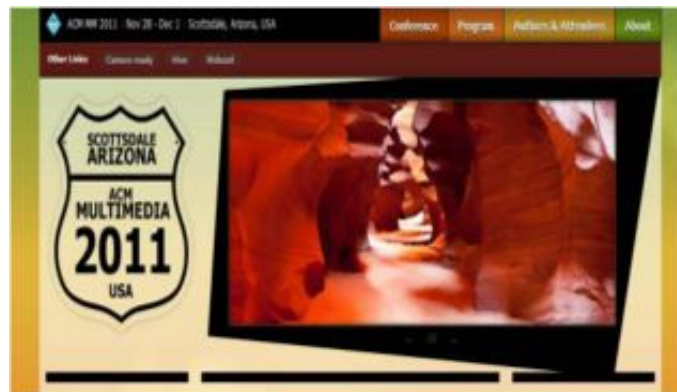 ACM MM 2011 Nov 28 - Dec 1 Scottsdale, Arizona, USA
Conference Program Authors & Attendees About
Other Links Camera ready Webcast
SCOTTSDALE
ARIZONA
ACM
MULTIMEDIA
2011
USA